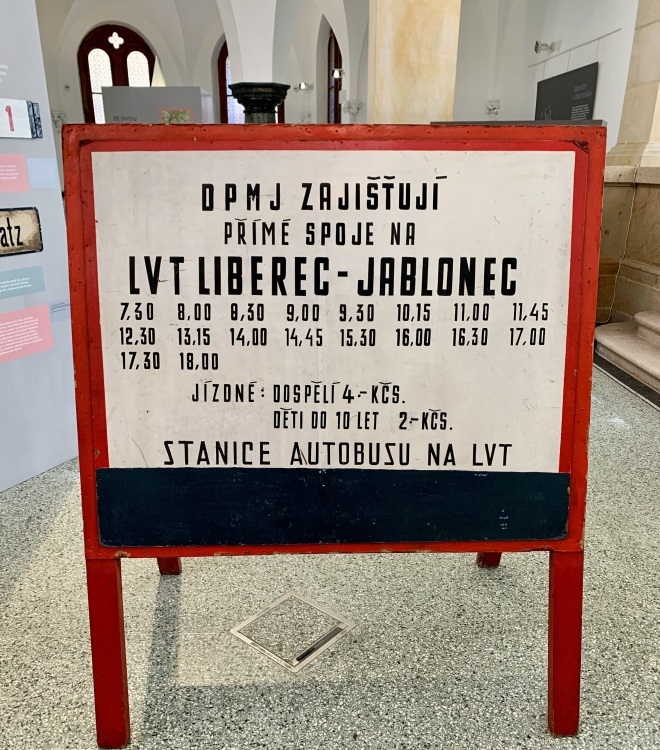 1
atz
DPMJ ZAJIŠŤUJÍ
PŘÍMÉ SPOJE NA
LVT LIBEREC-JABLONEC
7,30 8,00 8,30 9,00 9,30 10,15 11,00 11,45
12,30 13,15 14,00 14,45 15,30 16,00 16,30 17,00
17,30 18,00
JÍZDNÉ: DOSPĚLÍ 4,- KČS.
DĚTI DO 10 LET 2,- KČS.
STANICE AUTOBUSU NA LVT